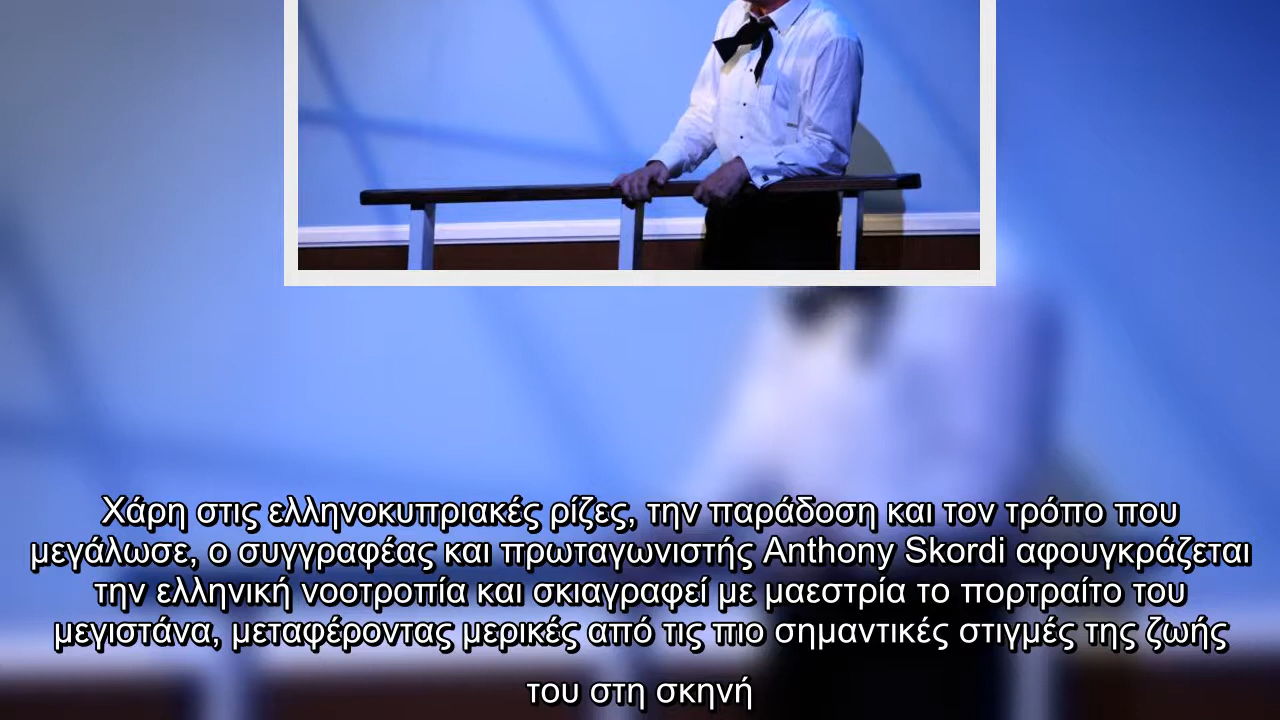 Χάρη στις ελληνοκυπριακές ρίζες, την παράδοση και τον τρόπο που
μεγάλωσε, ο συγγραφέας και πρωταγωνιστής Anthony Skordi αφουγκράζεται
την ελληνική νοοτροπία και σκιαγραφεί με μαεστρία το πορτραίτο του
μεγιστάνα, μεταφέροντας μερικές από τις πιο σημαντικές στιγμές της ζωής
του στη σκηνή